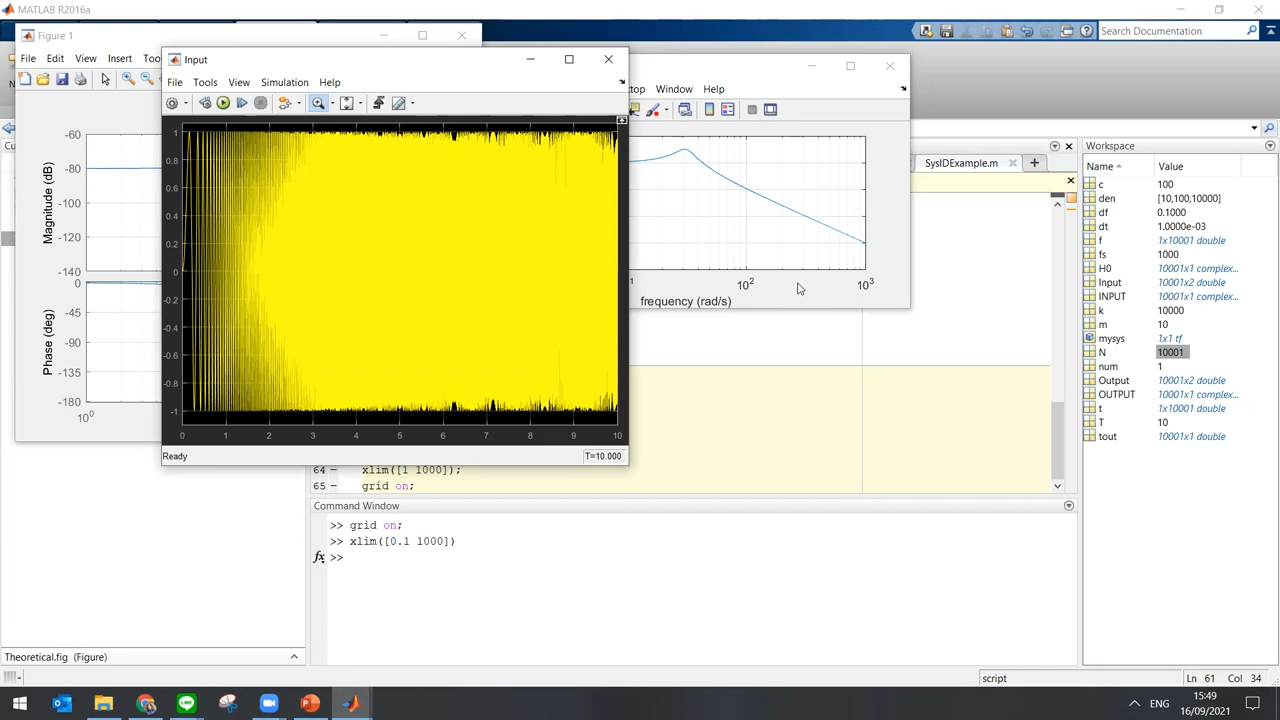 MATLAB R2016a
Search Documentation
Figure 1
File Edit View Insert
Input
File Tools View Simulation Help
Window Help
Workspace
Name Value
SysIDExample.m
c 100
den [10,100,10000]
df 0.1000
dt 1.0000e-03
f 1x10001 double
fs 1000
H0 10001x1 complex...
Input 10001x2 double
INPUT 10001x1 complex...
k 10000
m 10
mysys 1x1 tf
N 10001
num 1
Output 10001x2 double
OUTPUT 10001x1 complex...
t 1x10001 double
T 10
tout 10001x1 double
Magnitude (dB)
-60
-80
-100
-120
-140
Phase (deg)
0
-45
-90
-135
-180
10⁰
1
0.8
0.6
0.4
0.2
0
-0.2
-0.4
-0.6
-0.8
-1
0 1 2 3 4 5 6 7 8 9 10
Ready T=10.000
10² 10³
frequency (rad/s)
64 xlim([1 1000]);
65 grid on;
Command Window
>> grid on;
>> xlim([0.1 1000])
fx >>
Theoretical.fig (Figure)
script Ln 61 Col 34
ENG
15:49
16/09/2021